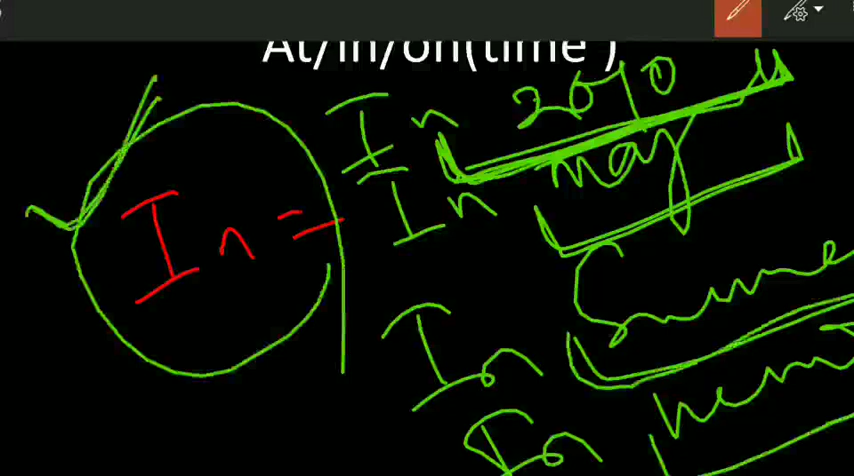 At/in/on(time )
In 2010
In may
In =
In Summe
In